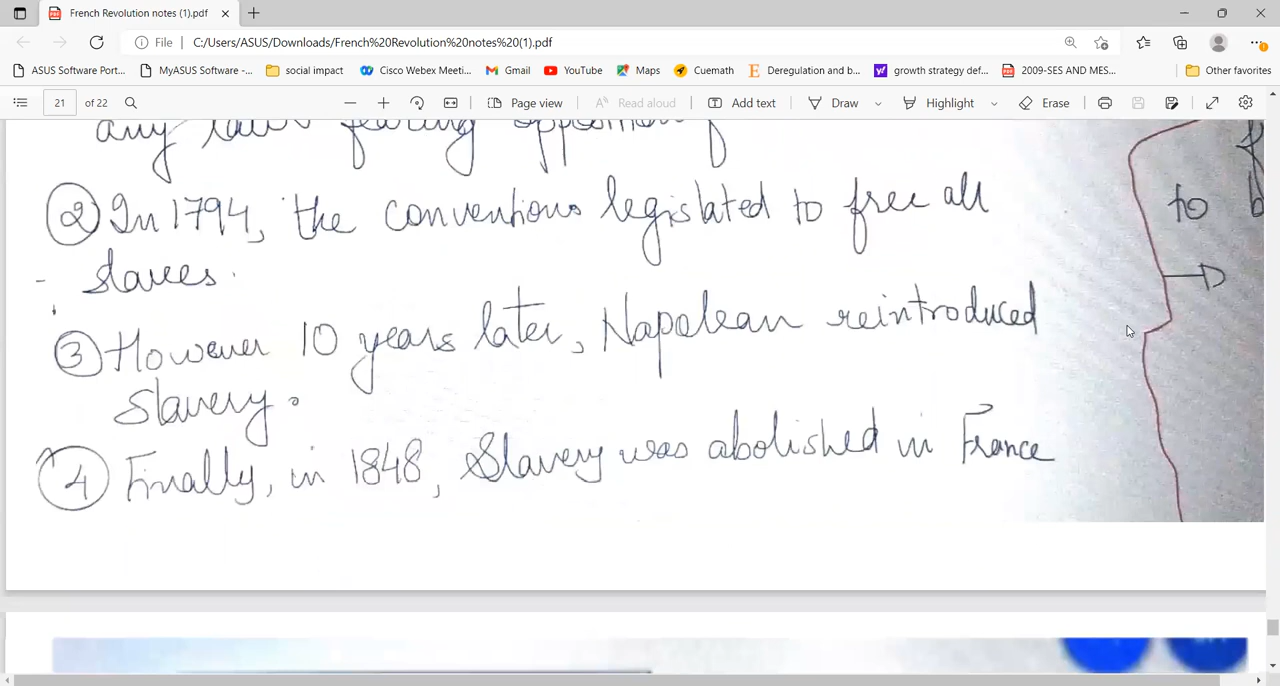 French Revolution notes (1).pdf
File C:/Users/ASUS/Downloads/French%20Revolution%20notes%20(1).pdf
ASUS Software Port... MyASUS Software -... social impact Cisco Webex Meeti... Gmail YouTube Maps Cuemath Deregulation and b... growth strategy def... 2009-SES AND MES... Other favorites
21 of 22 Page view Read aloud Add text Draw Highlight Erase
any laws fearing opposition
② In 1794, the conventions legislated to free all
slaves.
③ However 10 years later, Napolean reintroduced
Slavery.
④ Finally, in 1848, Slavery was abolished in France
to